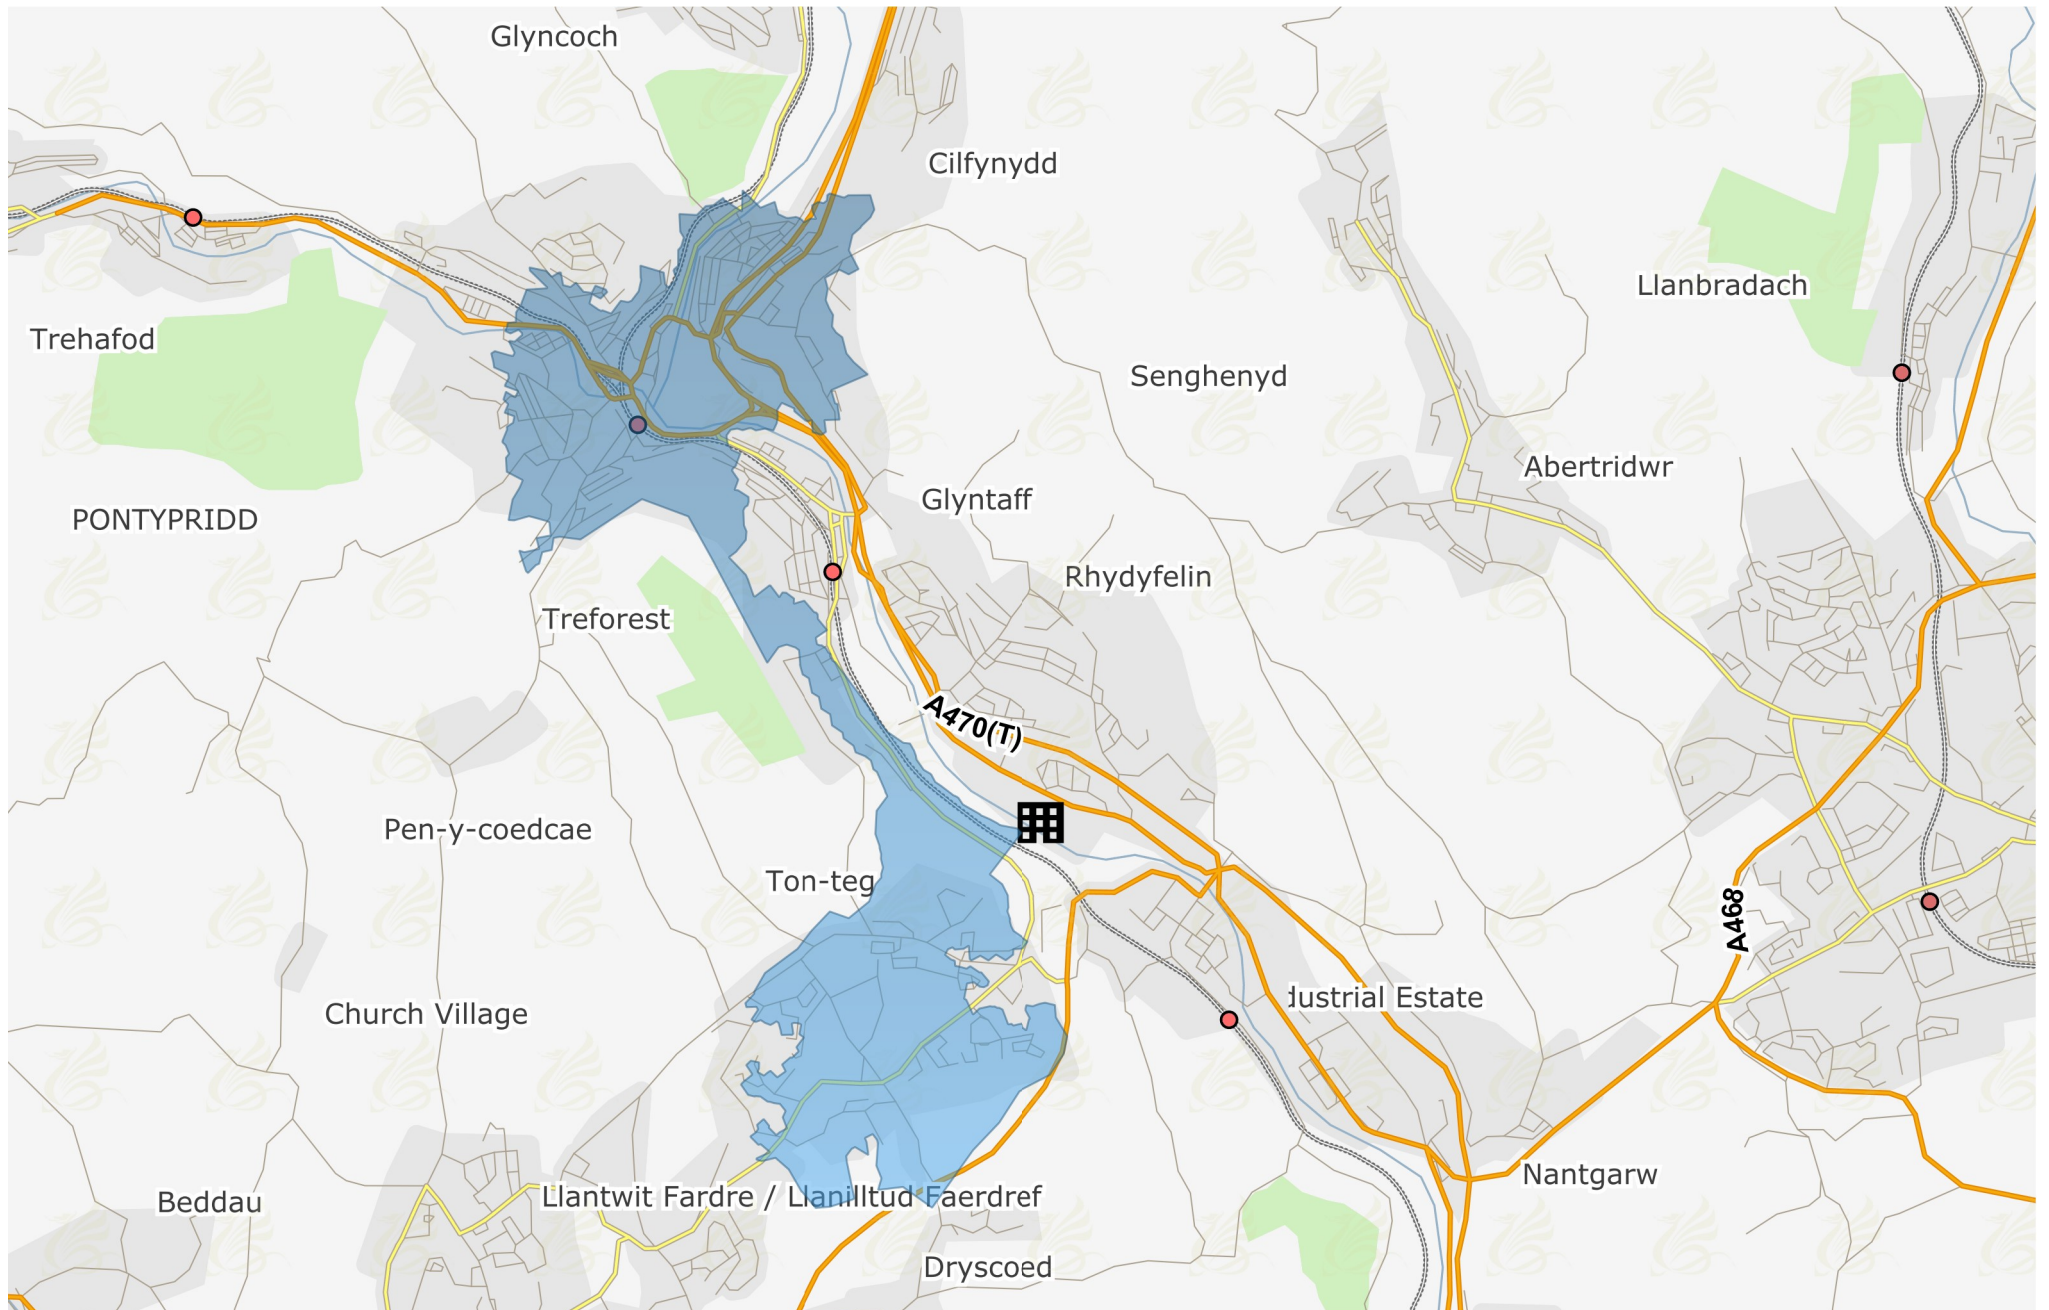 Glyncoch
Cilfynydd
Llanbradach
Trehafod
Senghenyd
Abertridwr
Glyntaff
PONTYPRIDD
Rhydyfelin
Treforest
A470(T)
Pen-y-coedcae
Ton-teg
A468
dustrial Estate
Church Village
Nantgarw
Beddau
Llantwit Fardre / Llanilltud Faerdref
Dryscoed